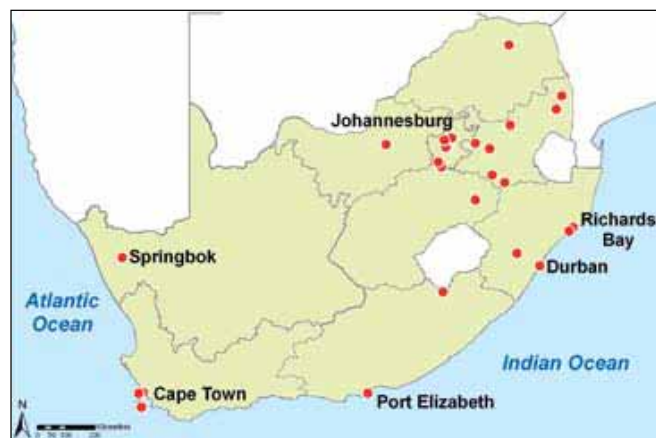 Johannesburg
Richards
Bay
Springbok
Durban
Atlantic
Ocean
Indian Ocean
Cape Town
Port Elizabeth
N